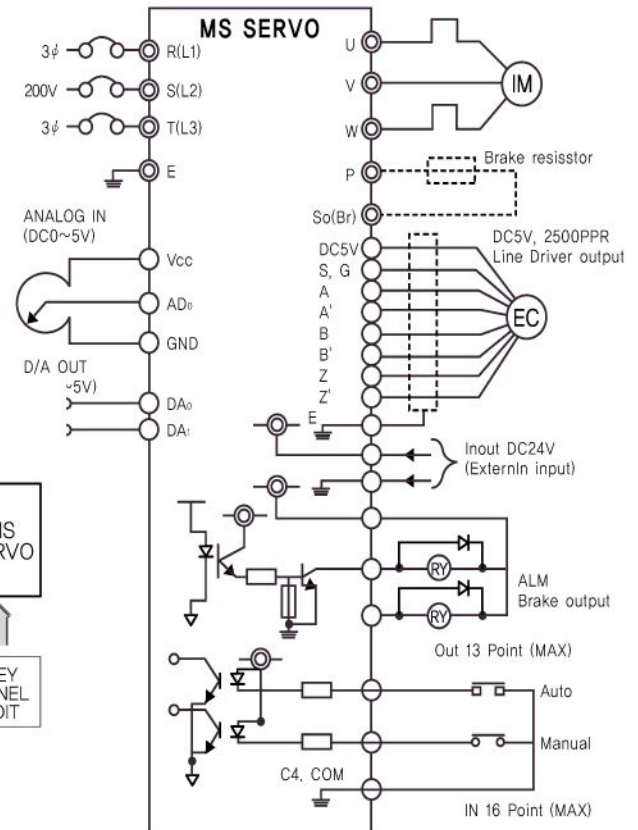 MS SERVO
3ϕ
R(L1)
200V
S(L2)
3ϕ
T(L3)
E
ANALOG IN
(DC0~5V)
Vcc
AD₀
GND
D/A OUT
~5V)
DA₀
DA₁
U
V
W
IM
P
Brake resisstor
So(Br)
DC5V
S, G
A
A'
B
B'
Z
Z'
E
DC5V, 2500PPR
Line Driver output
EC
Inout DC24V
(ExternIn input)
RY
RY
ALM
Brake output
Out 13 Point (MAX)
Auto
Manual
C4, COM
IN 16 Point (MAX)